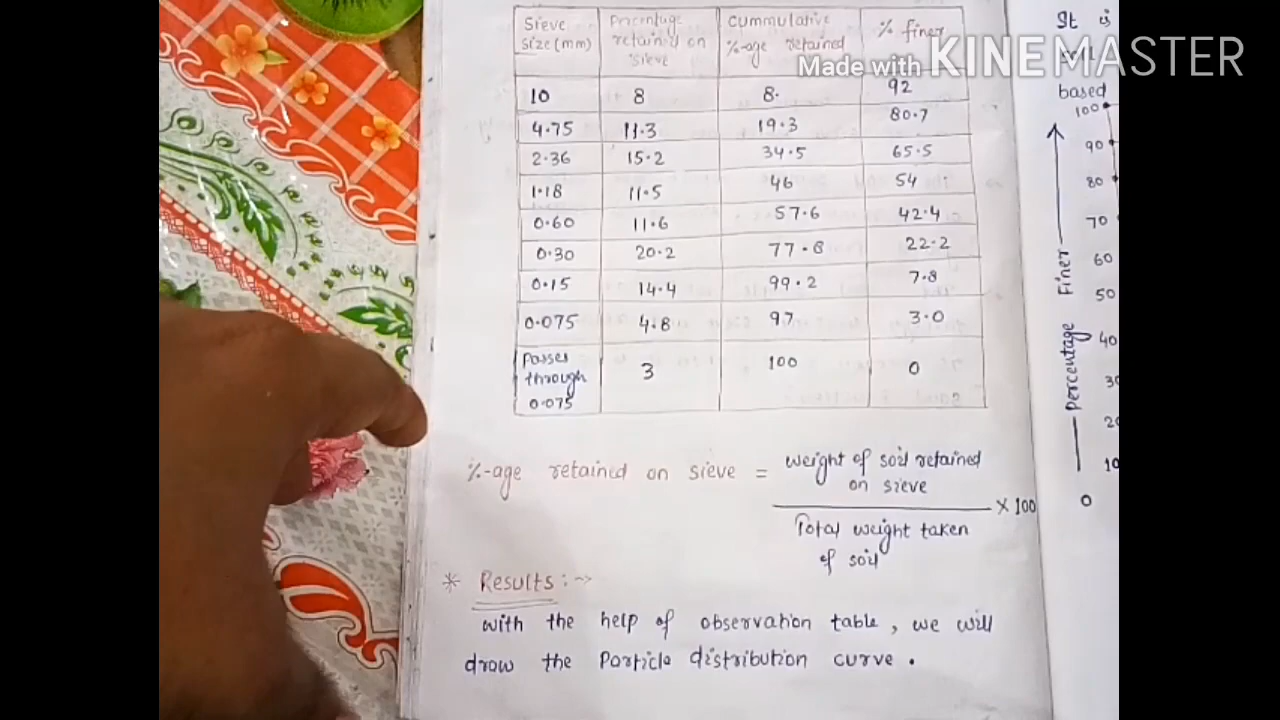 Sieve size (mm) Percentage retained on sieve Cummulative %-age retained % finer
10 8 8. 92
4.75 11.3 19.3 80.7
2.36 15.2 34.5 65.5
1.18 11.5 46 54
0.60 11.6 57.6 42.4
0.30 20.2 77.8 22.2
0.15 14.4 99.2 7.8
0.075 4.8 97 3.0
Passes through 0.075 3 100 0
%-age retained on sieve = weight of soil retained on sieve
× 100
Total weight taken of soil
* Results:→
with the help of observation table, we will
drow the Particle distribution curve.
Made with KINEMASTER
It is
based
Percentage Finer
100
90
80
70
60
50
40
30
20
10
0